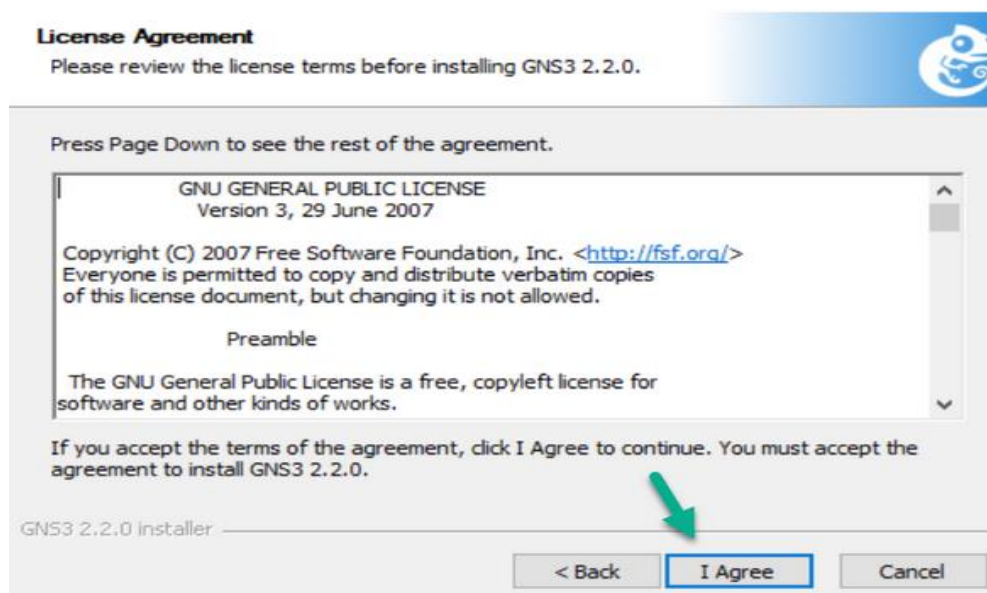 License Agreement
Please review the license terms before installing GNS3 2.2.0.
Press Page Down to see the rest of the agreement.
GNU GENERAL PUBLIC LICENSE
Version 3, 29 June 2007
Copyright (C) 2007 Free Software Foundation, Inc. <http://fsf.org/>
Everyone is permitted to copy and distribute verbatim copies
of this license document, but changing it is not allowed.
Preamble
The GNU General Public License is a free, copyleft license for
software and other kinds of works.
If you accept the terms of the agreement, click I Agree to continue. You must accept the
agreement to install GNS3 2.2.0.
GNS3 2.2.0 installer
< Back I Agree Cancel